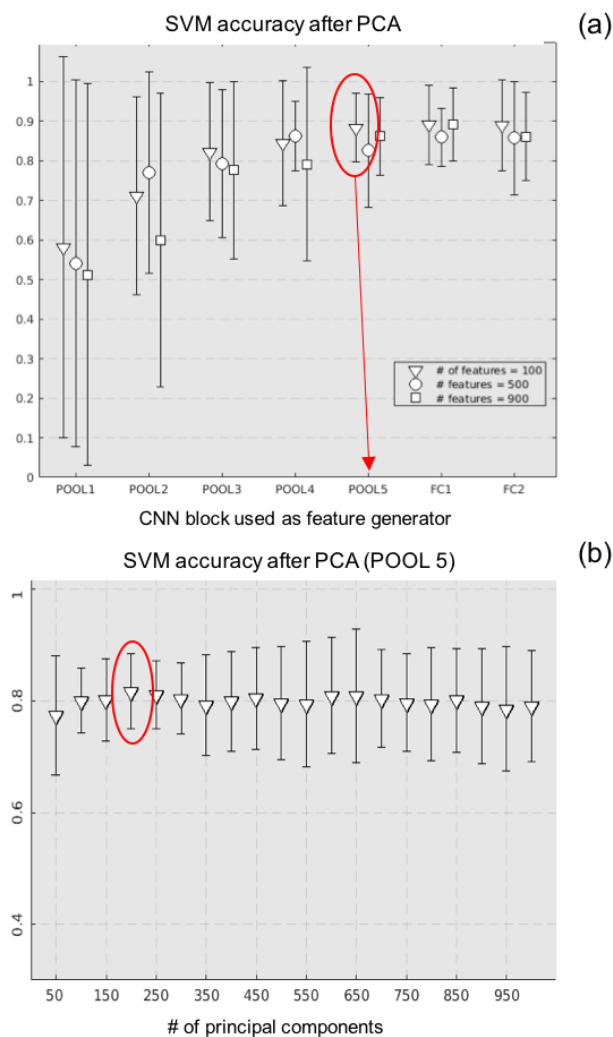 SVM accuracy after PCA
(a)
1
0.9
0.8
0.7
0.6
0.5
0.4
0.3
0.2
0.1
0
# of features = 100
# features = 500
# features = 900
POOL1 POOL2 POOL3 POOL4 POOL5 FC1 FC2
CNN block used as feature generator
(b)
SVM accuracy after PCA (POOL 5)
1
0.8
0.6
0.4
50 150 250 350 450 550 650 750 850 950
# of principal components